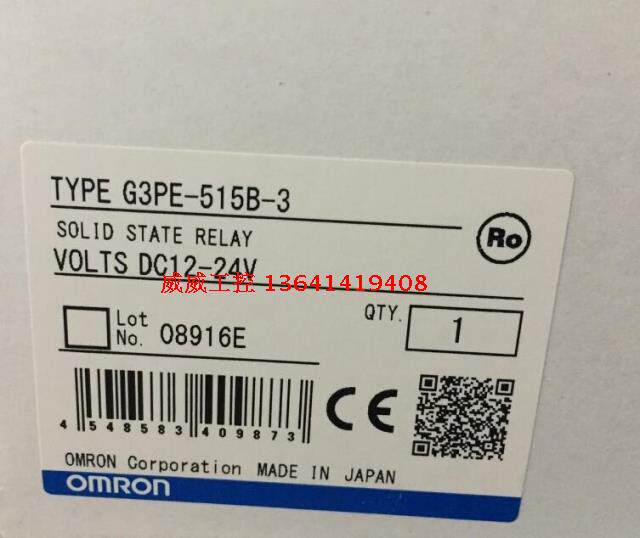 TYPE G3PE-515B-3
SOLID STATE RELAY
Ro
VOLTS DC12-24V
威威工控 13641419408
Lot No. 08916E
QTY. 1
4 548583 409873
CE
OMRON Corporation MADE IN JAPAN
OMRON